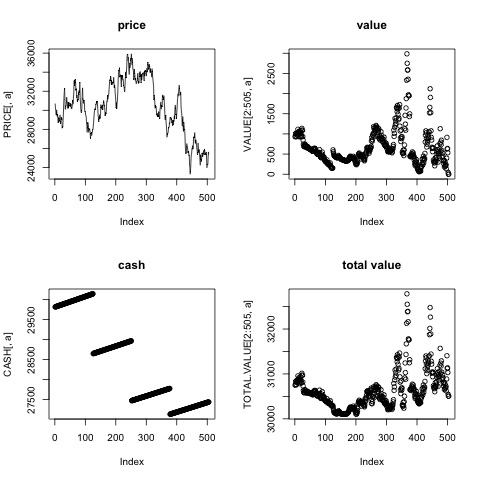 price
PRICE[, a]
24000 28000 32000 36000
0 100 200 300 400 500
Index
value
VALUE[2:505, a]
0 500 1500 2500
0 100 200 300 400 500
Index
cash
CASH[, a]
27500 28500 29500
0 100 200 300 400 500
Index
total value
TOTAL.VALUE[2:505, a]
30000 31000 32000
0 100 200 300 400 500
Index